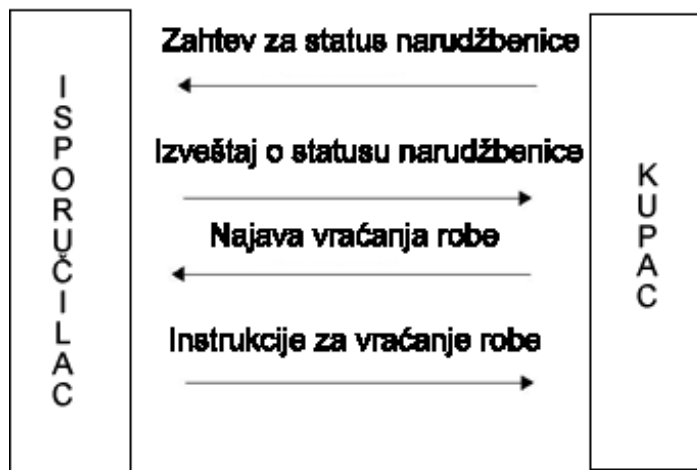 ISPORUČILAC
Zahtev za status narudžbenice
Izveštaj o statusu narudžbenice
Najava vraćanja robe
Instrukcije za vraćanje robe
KUPAC